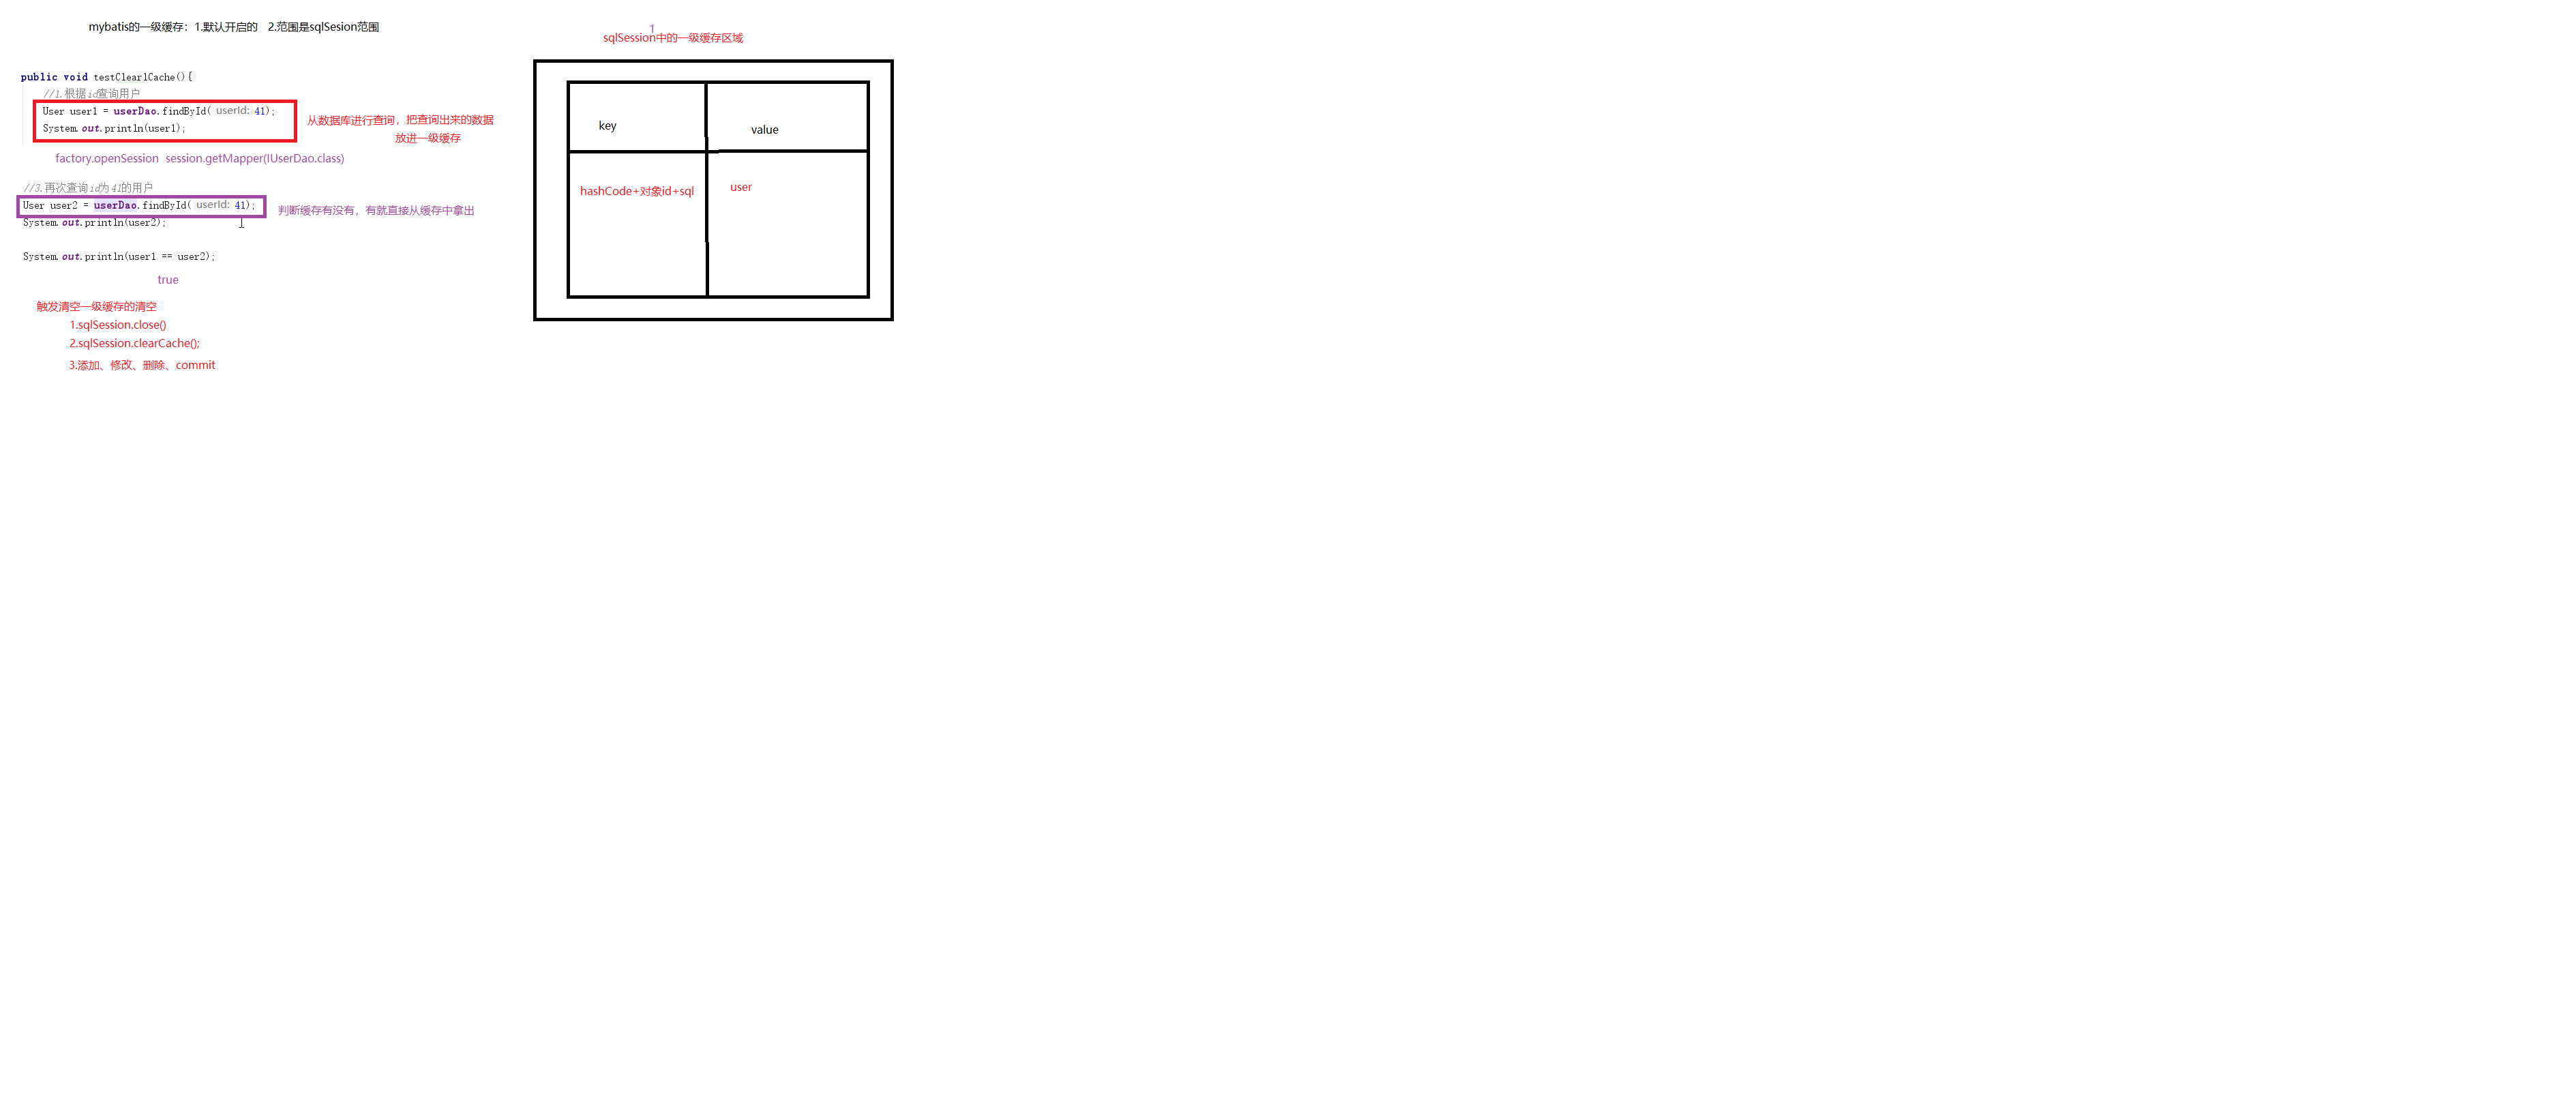 mybatis的一级缓存：1.默认开启的 2.范围是sqlSesion范围
public void testClearlCache(){
//1.根据id查询用户
User user1 = userDao.findById( userId: 41);
System.out.println(user1);
从数据库进行查询，把查询出来的数据
放进一级缓存
factory.openSession session.getMapper(IUserDao.class)
//3.再次查询id为41的用户
User user2 = userDao.findById( userId: 41);
判断缓存有没有，有就直接从缓存中拿出
System.out.println(user2);
System.out.println(user1 == user2);
true
触发清空一级缓存的清空
1.sqlSession.close()
2.sqlSession.clearCache();
3.添加、修改、删除、commit
1
sqlSession中的一级缓存区域
key
value
hashCode+对象id+sql
user